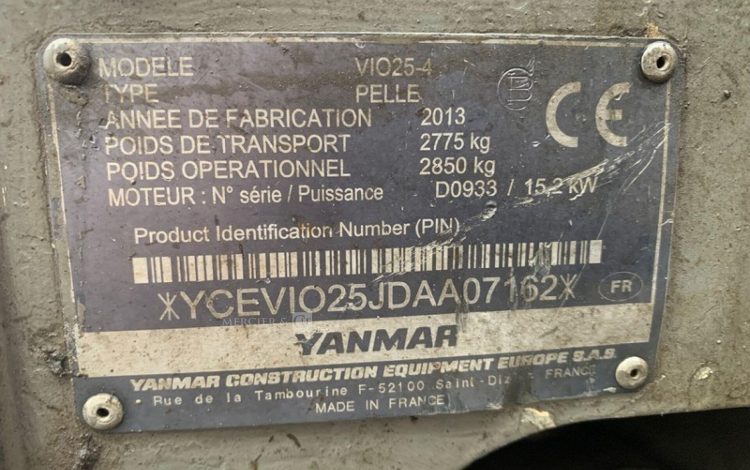 MODELE VIO25-4
TYPE PELLE
ANNEE DE FABRICATION 2013
POIDS DE TRANSPORT 2775 kg
POIDS OPERATIONNEL 2850 kg
MOTEUR : N° série / Puissance D0933 / 15,2 kW
CE
Product Identification Number (PIN)
*YCEVIO25JDAA07162*
FR
MERCIER &
YANMAR
YANMAR CONSTRUCTION EQUIPMENT EUROPE S.A.S.
Rue de la Tambourine F-52100 Saint-Dizier FRANCE
MADE IN FRANCE